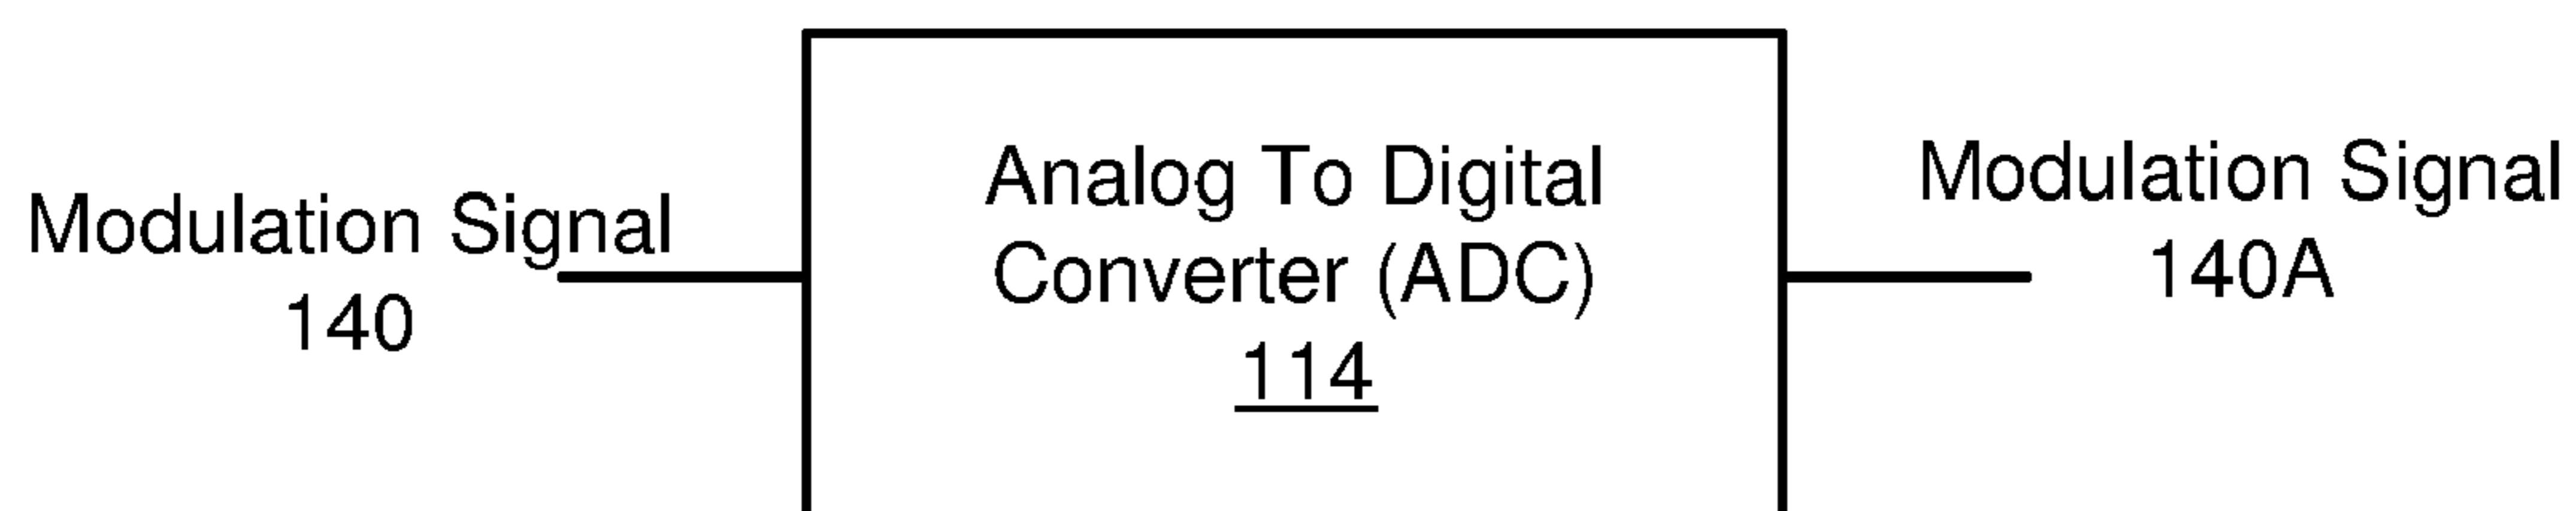 Modulation Signal
140
Analog To Digital
Converter (ADC)
114
Modulation Signal
140A